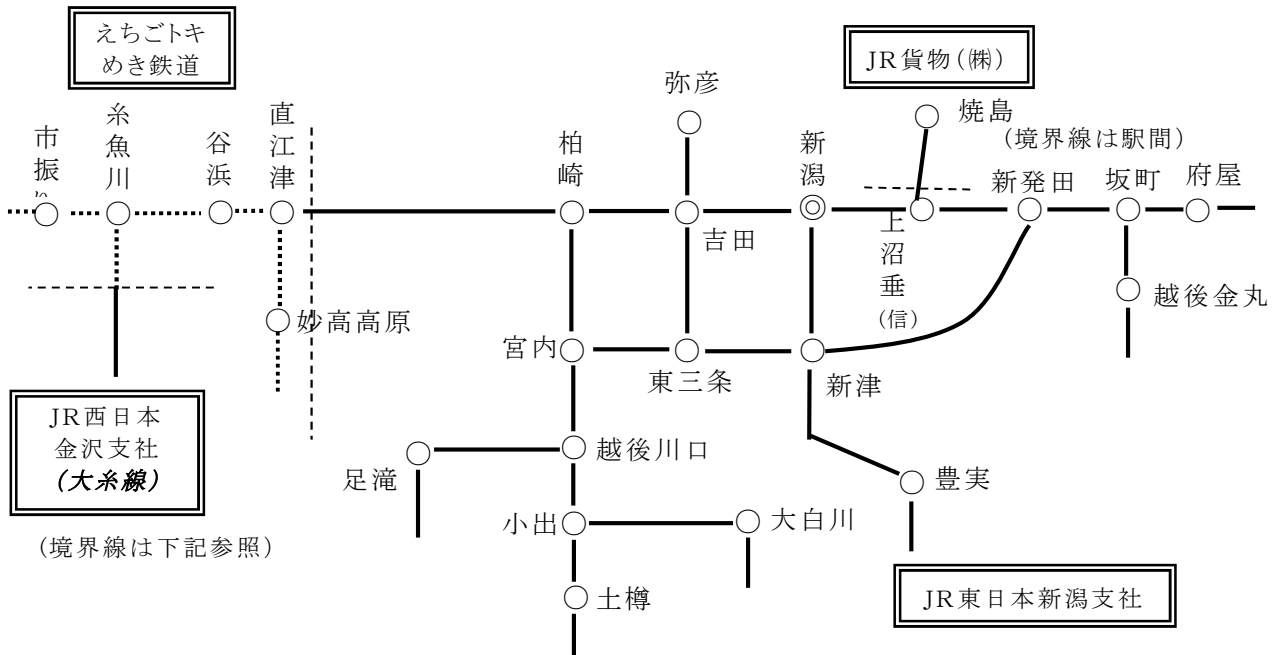 えちごトキ
めき鉄道
JR貨物(㈱)
弥彦
焼島
(境界線は駅間)
市振
糸魚川
谷浜
直江津
柏崎
新潟
新発田
坂町
府屋
吉田
上沼垂
(信)
越後金丸
妙高高原
宮内
東三条
新津
JR西日本
金沢支社
(大糸線)
足滝
越後川口
豊実
(境界線は下記参照)
小出
大白川
土樽
JR東日本新潟支社